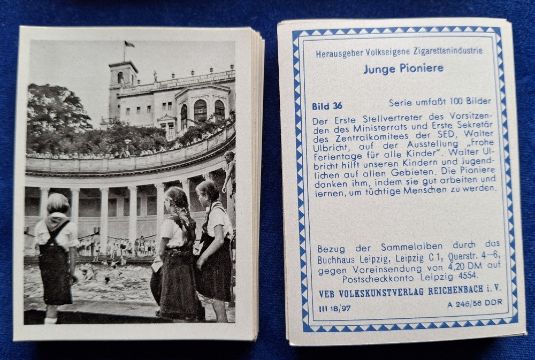 Herausgeber Volkseigene Zigarettenindustrie
Junge Pioniere
Bild 36 Serie umfaßt 100 Bilder
Der Erste Stellvertreter des Vorsitzen-
den des Ministerrats und Erste Sekretär
des Zentralkomitees der SED, Walter
Ulbricht, auf der Ausstellung „Frohe
Ferientage für alle Kinder". Walter Ul-
bricht hilft unseren Kindern und Jugend-
lichen auf allen Gebieten. Die Pioniere
danken ihm, indem sie gut arbeiten und
lernen, um tüchtige Menschen zu werden.
Bezug der Sammelalben durch das
Buchhaus Leipzig, Leipzig C 1, Querstr. 4–6,
gegen Voreinsendung von 4,20 DM auf
Postscheckkonto Leipzig 4554.
VEB VOLKSKUNSTVERLAG REICHENBACH i. V.
III 18/97 A 246/56 DDR